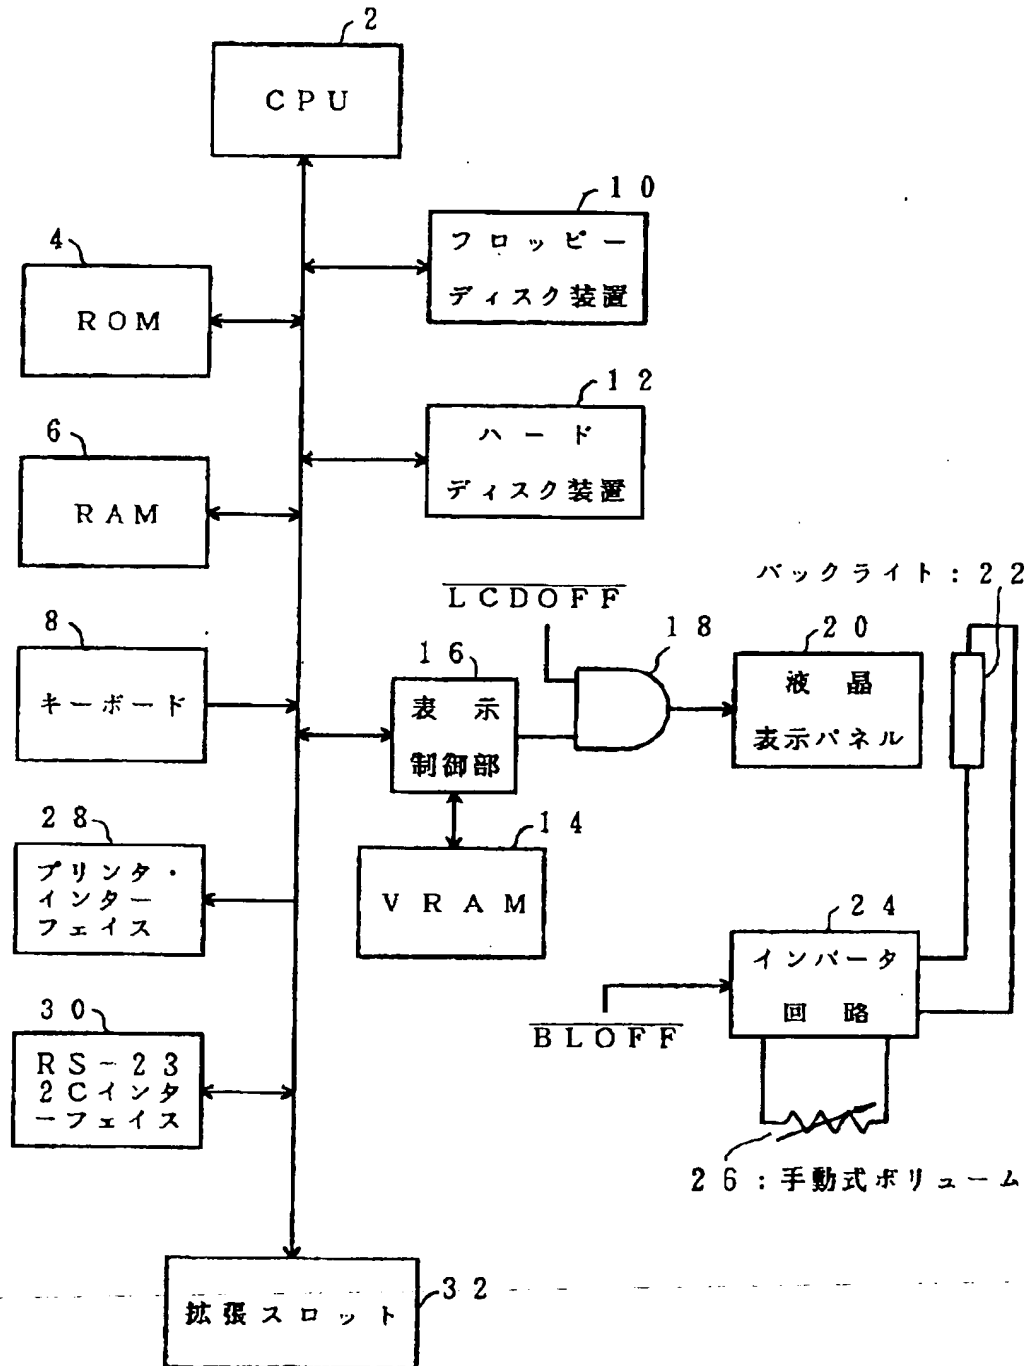 2
CPU
10
フロッピー
ディスク装置
4
ROM
12
ハード
ディスク装置
6
RAM
バックライト:22
LCDOFF
8
キーボード
16
表示
制御部
18
20
液晶
表示パネル
28
プリンタ・
インター
フェイス
14
VRAM
24
インバータ
回路
BLOFF
30
RS-23
2Cインタ
ーフェイス
26:手動式ボリューム
32
拡張スロット